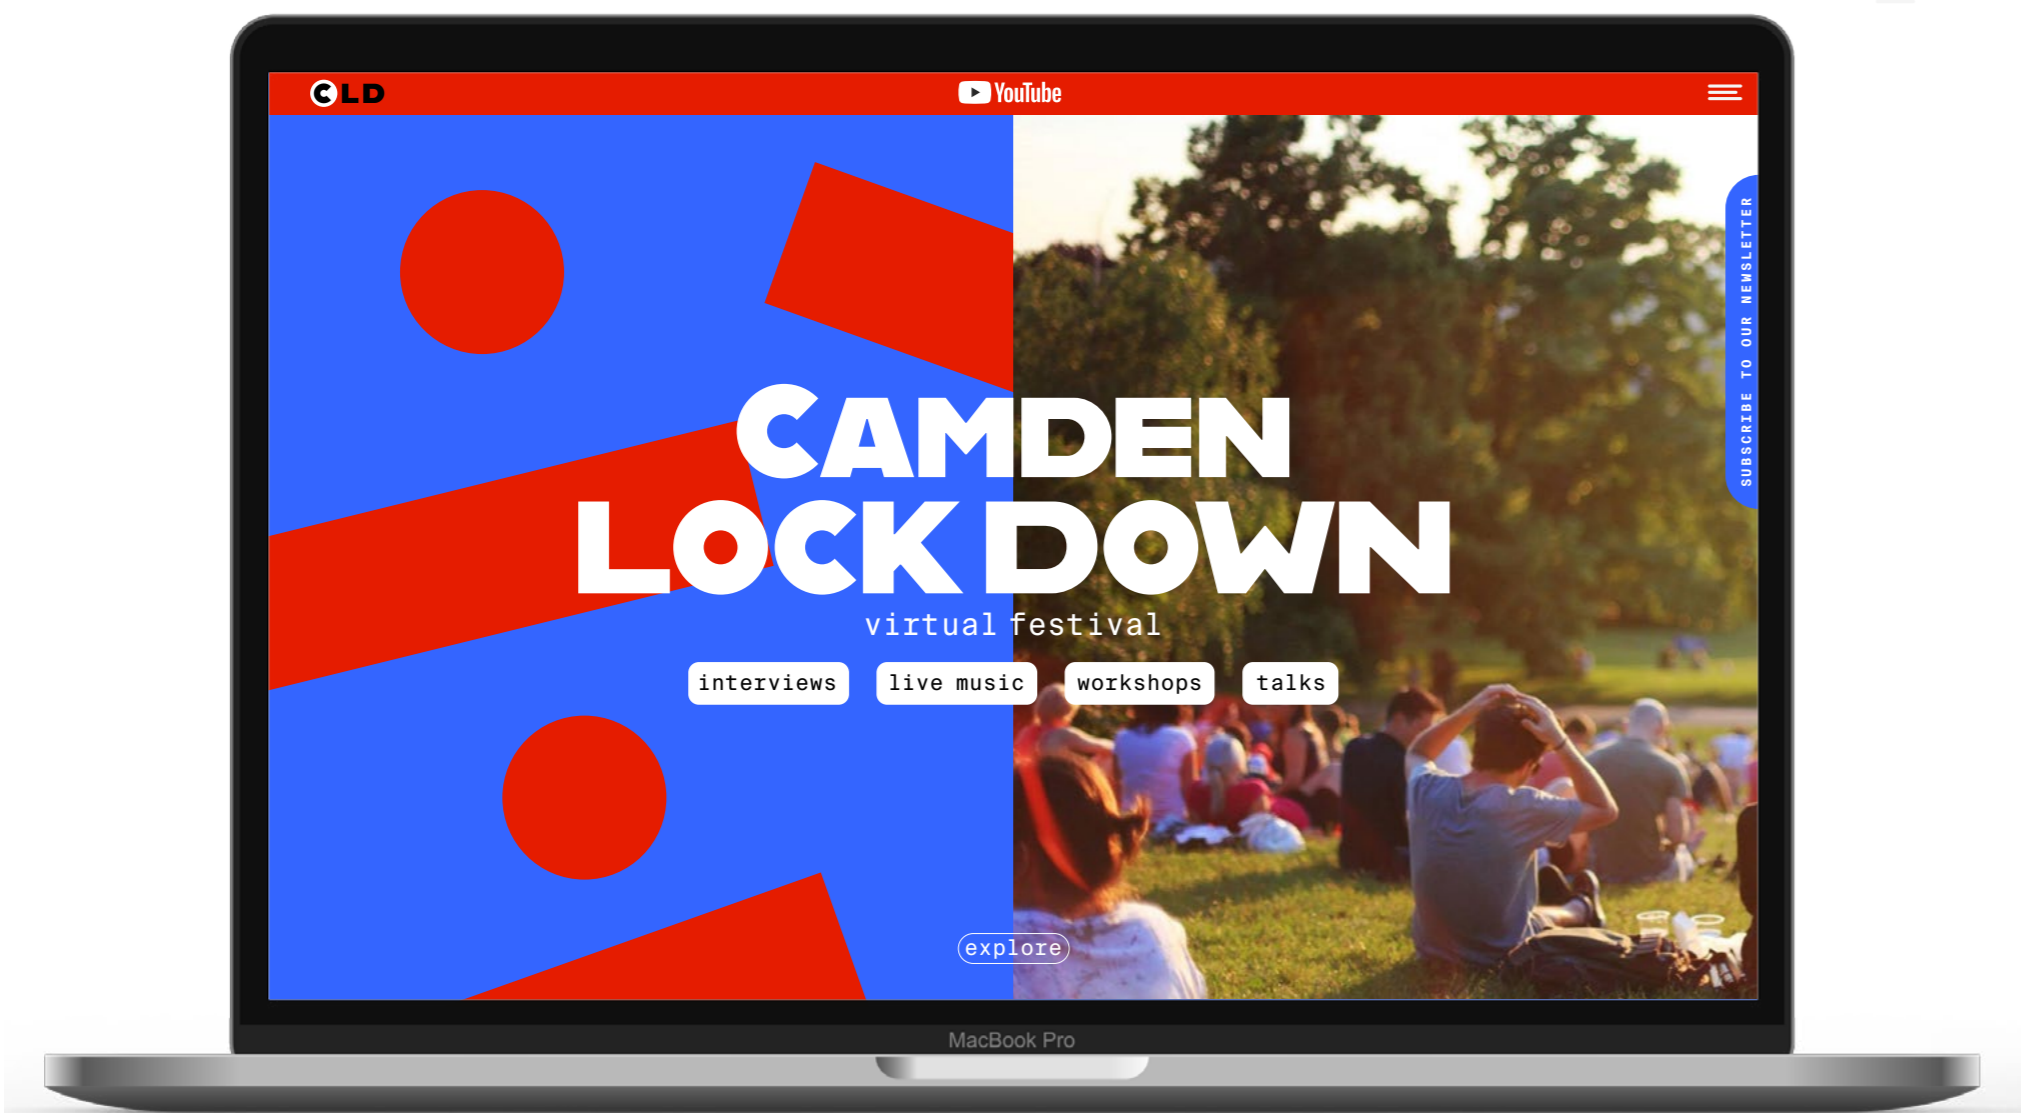 CLD
YouTube
SUBSCRIBE TO OUR NEWSLETTER
CAMDEN
LOCK DOWN
virtual festival
interviews
live music
workshops
talks
explore
MacBook Pro